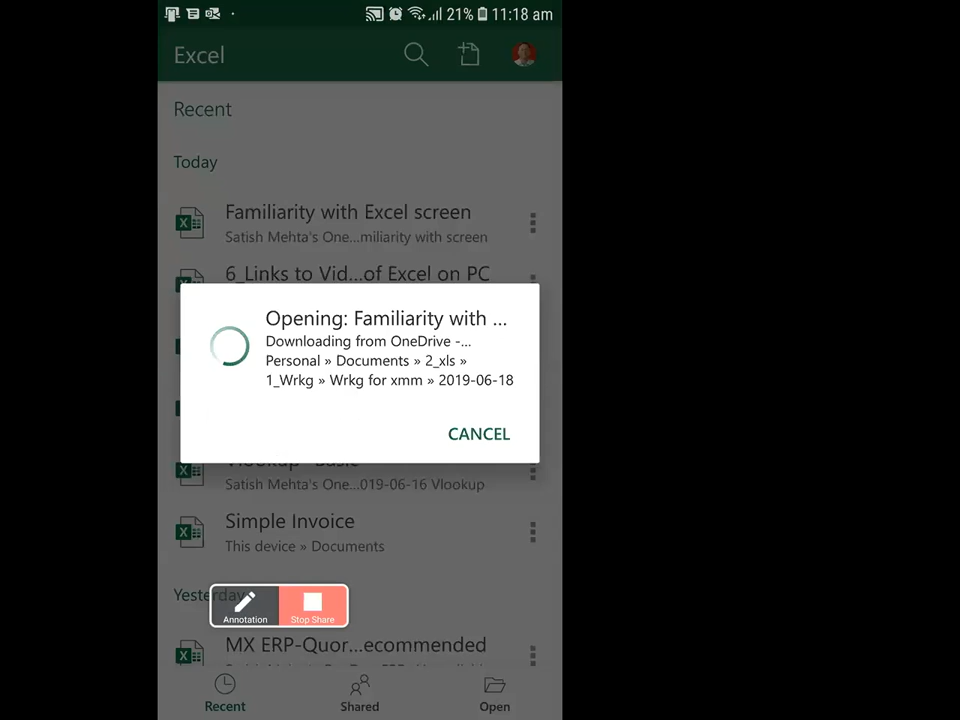 21% 11:18 am
Excel
Recent
Today
Familiarity with Excel screen
Satish Mehta's One...miliarity with screen
6_Links to Vid...of Excel on PC
Opening: Familiarity with ...
Downloading from OneDrive -...
Personal » Documents » 2_xls »
1_Wrkg » Wrkg for xmm » 2019-06-18
CANCEL
Vlookup - Basic
Satish Mehta's One...019-06-16 Vlookup
Simple Invoice
This device » Documents
Yesterday
Annotation Stop Share
MX ERP-Quor...ecommended
Recent Shared Open